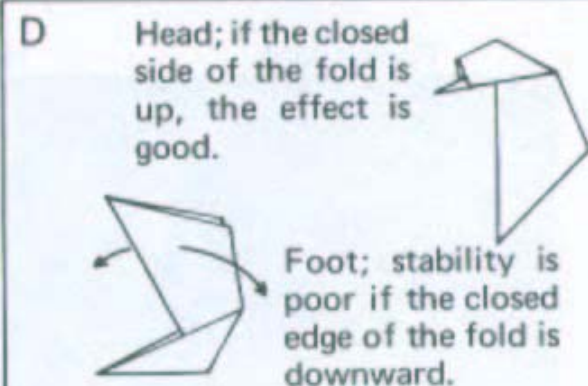 D
Head; if the closed
side of the fold is
up, the effect is
good.
Foot; stability is
poor if the closed
edge of the fold is
downward.